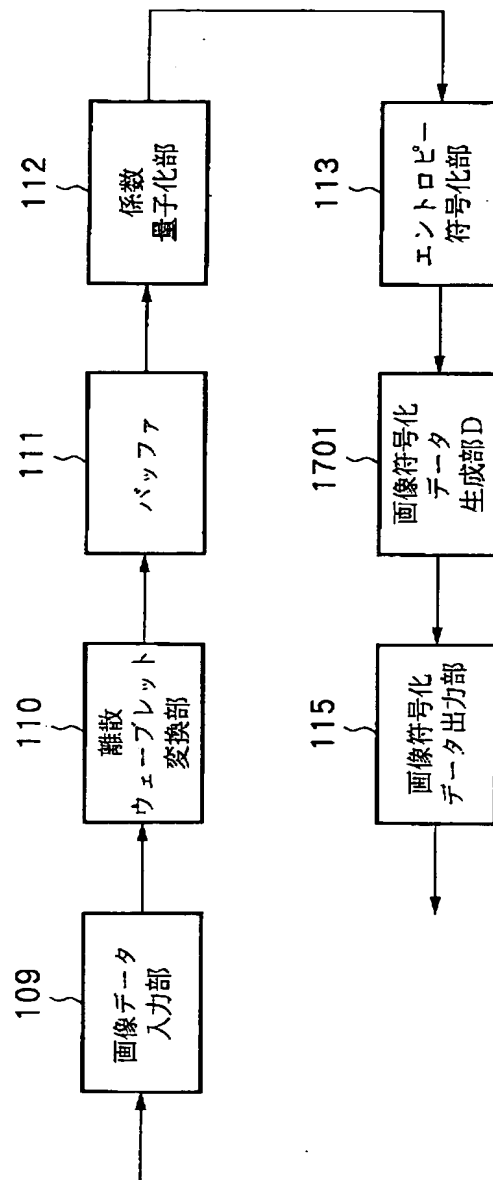 109
画像データ
入力部
110
離散
ウェーブレット
変換部
111
バッファ
112
係数
量子化部
113
エントロピー
符号化部
1701
画像符号化
データ
生成部D
115
画像符号化
データ出力部